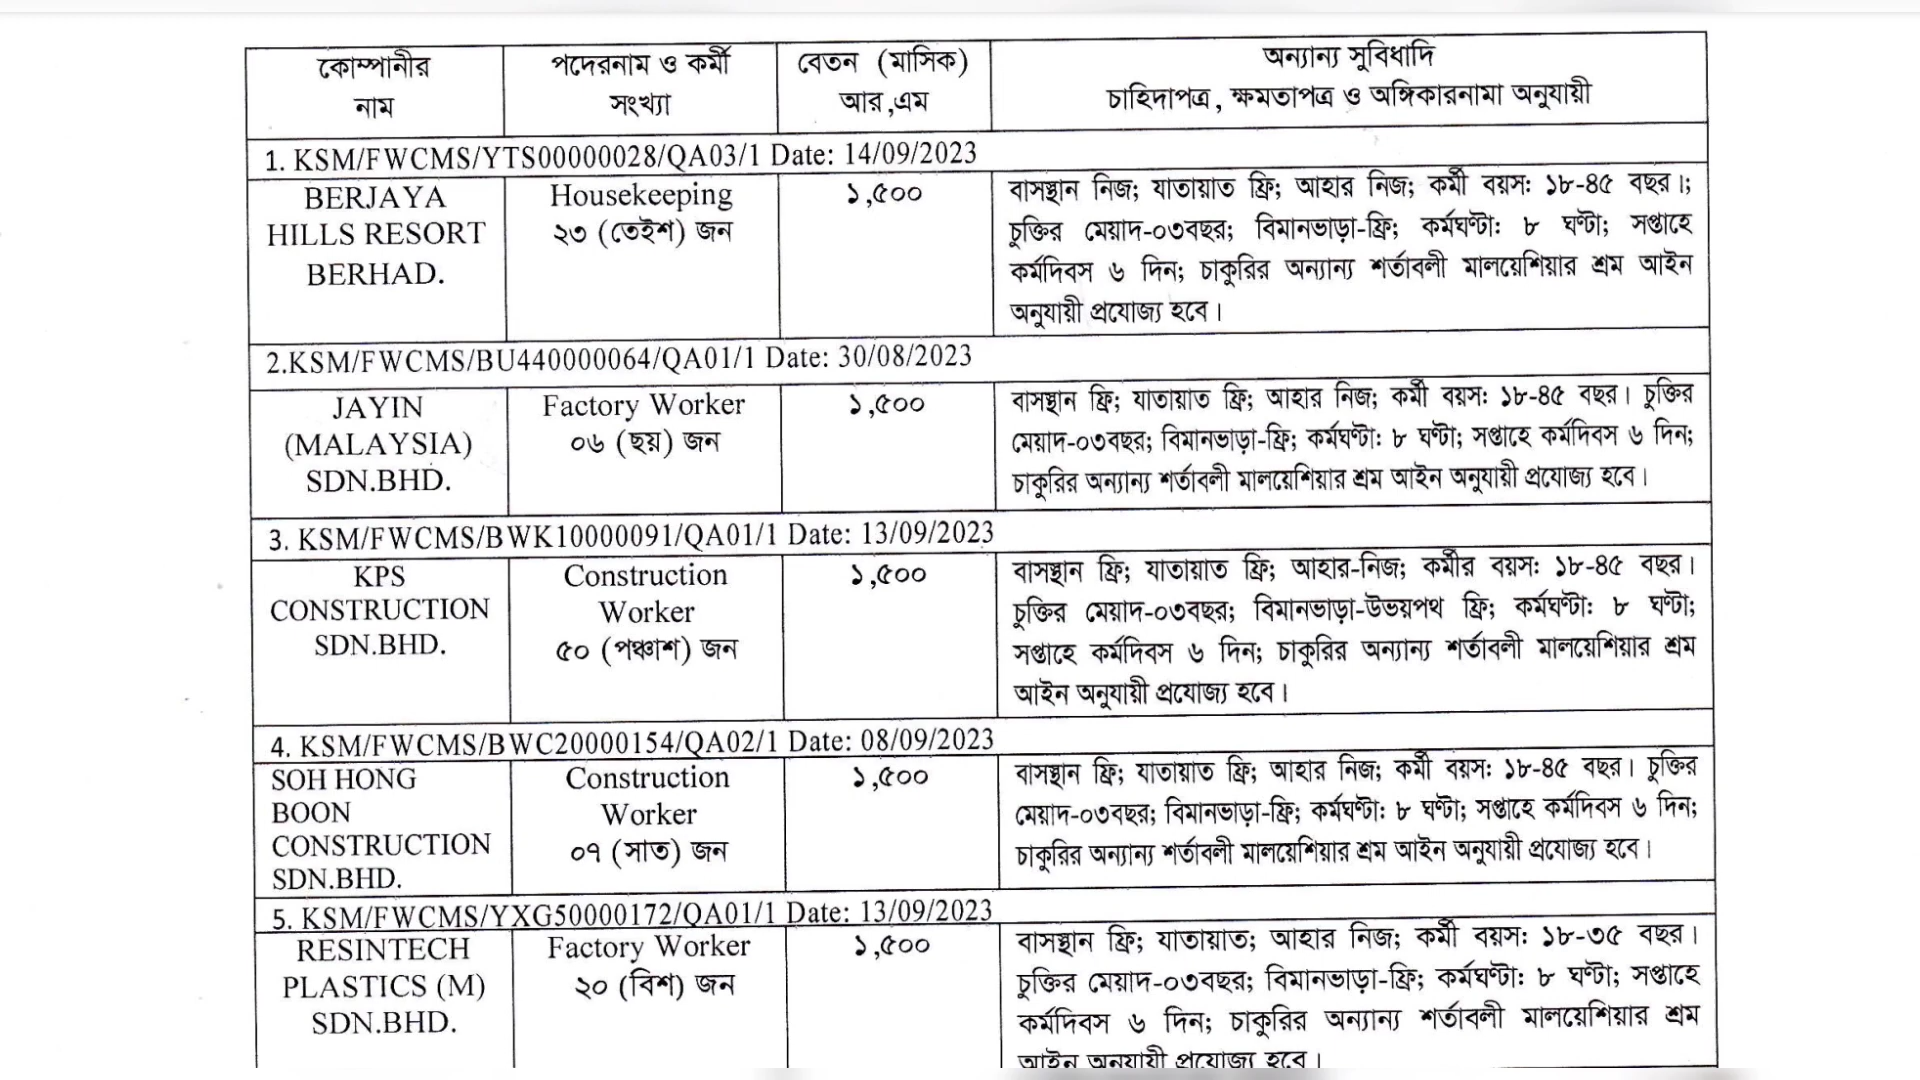 কোম্পানীর
নাম
পদেরনাম ও কর্মী
সংখ্যা
বেতন (মাসিক)
আর,এম
অন্যান্য সুবিধাদি
চাহিদাপত্র, ক্ষমতাপত্র ও অঙ্গিকারনামা অনুযায়ী
1. KSM/FWCMS/YTS00000028/QA03/1 Date: 14/09/2023
BERJAYA
HILLS RESORT
BERHAD.
Housekeeping
২৩ (তেইশ) জন
১,৫০০
বাসস্থান নিজ; যাতায়াত ফ্রি; আহার নিজ; কর্মী বয়স: ১৮-৪৫ বছর।;
চুক্তির মেয়াদ-০৩বছর; বিমানভাড়া-ফ্রি; কর্মঘণ্টা: ৮ ঘণ্টা; সপ্তাহে
কর্মদিবস ৬ দিন; চাকুরির অন্যান্য শর্তাবলী মালয়েশিয়ার শ্রম আইন
অনুযায়ী প্রযোজ্য হবে।
2.KSM/FWCMS/BU440000064/QA01/1 Date: 30/08/2023
JAYIN
(MALAYSIA)
SDN.BHD.
Factory Worker
০৬ (ছয়) জন
১,৫০০
বাসস্থান ফ্রি; যাতায়াত ফ্রি; আহার নিজ; কর্মী বয়স: ১৮-৪৫ বছর। চুক্তির
মেয়াদ-০৩বছর; বিমানভাড়া-ফ্রি; কর্মঘণ্টা: ৮ ঘণ্টা; সপ্তাহে কর্মদিবস ৬ দিন;
চাকুরির অন্যান্য শর্তাবলী মালয়েশিয়ার শ্রম আইন অনুযায়ী প্রযোজ্য হবে।
3. KSM/FWCMS/BWK10000091/QA01/1 Date: 13/09/2023
KPS
CONSTRUCTION
SDN.BHD.
Construction
Worker
৫০ (পঞ্চাশ) জন
১,৫০০
বাসস্থান ফ্রি; যাতায়াত ফ্রি; আহার-নিজ; কর্মীর বয়স: ১৮-৪৫ বছর।
চুক্তির মেয়াদ-০৩বছর; বিমানভাড়া-উভয়পথ ফ্রি; কর্মঘণ্টা: ৮ ঘণ্টা;
সপ্তাহে কর্মদিবস ৬ দিন; চাকুরির অন্যান্য শর্তাবলী মালয়েশিয়ার শ্রম
আইন অনুযায়ী প্রযোজ্য হবে।
4. KSM/FWCMS/BWC20000154/QA02/1 Date: 08/09/2023
SOH HONG
BOON
CONSTRUCTION
SDN.BHD.
Construction
Worker
০৭ (সাত) জন
১,৫০০
বাসস্থান ফ্রি; যাতায়াত ফ্রি; আহার নিজ; কর্মী বয়স: ১৮-৪৫ বছর। চুক্তির
মেয়াদ-০৩বছর; বিমানভাড়া-ফ্রি; কর্মঘণ্টা: ৮ ঘণ্টা; সপ্তাহে কর্মদিবস ৬ দিন;
চাকুরির অন্যান্য শর্তাবলী মালয়েশিয়ার শ্রম আইন অনুযায়ী প্রযোজ্য হবে।
5. KSM/FWCMS/YXG50000172/QA01/1 Date: 13/09/2023
RESINTECH
PLASTICS (M)
SDN.BHD.
Factory Worker
২০ (বিশ) জন
১,৫০০
বাসস্থান ফ্রি; যাতায়াত; আহার নিজ; কর্মী বয়স: ১৮-৩৫ বছর।
চুক্তির মেয়াদ-০৩বছর; বিমানভাড়া-ফ্রি; কর্মঘণ্টা: ৮ ঘণ্টা; সপ্তাহে
কর্মদিবস ৬ দিন; চাকুরির অন্যান্য শর্তাবলী মালয়েশিয়ার শ্রম
আইন অনুযায়ী প্রযোজ্য হবে।